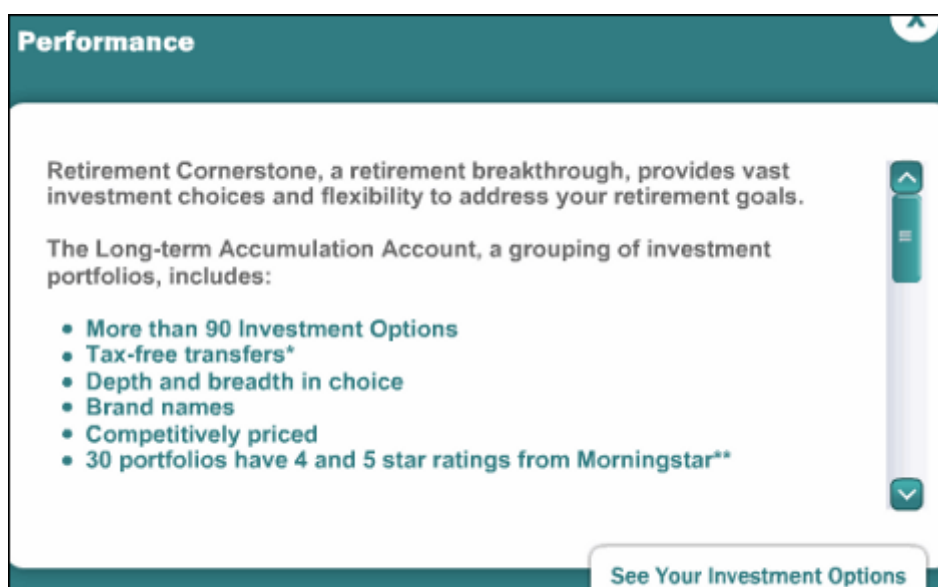 X
Performance
Retirement Cornerstone, a retirement breakthrough, provides vast
investment choices and flexibility to address your retirement goals.
The Long-term Accumulation Account, a grouping of investment
portfolios, includes:
• More than 90 Investment Options
• Tax-free transfers*
• Depth and breadth in choice
• Brand names
• Competitively priced
• 30 portfolios have 4 and 5 star ratings from Morningstar**
See Your Investment Options